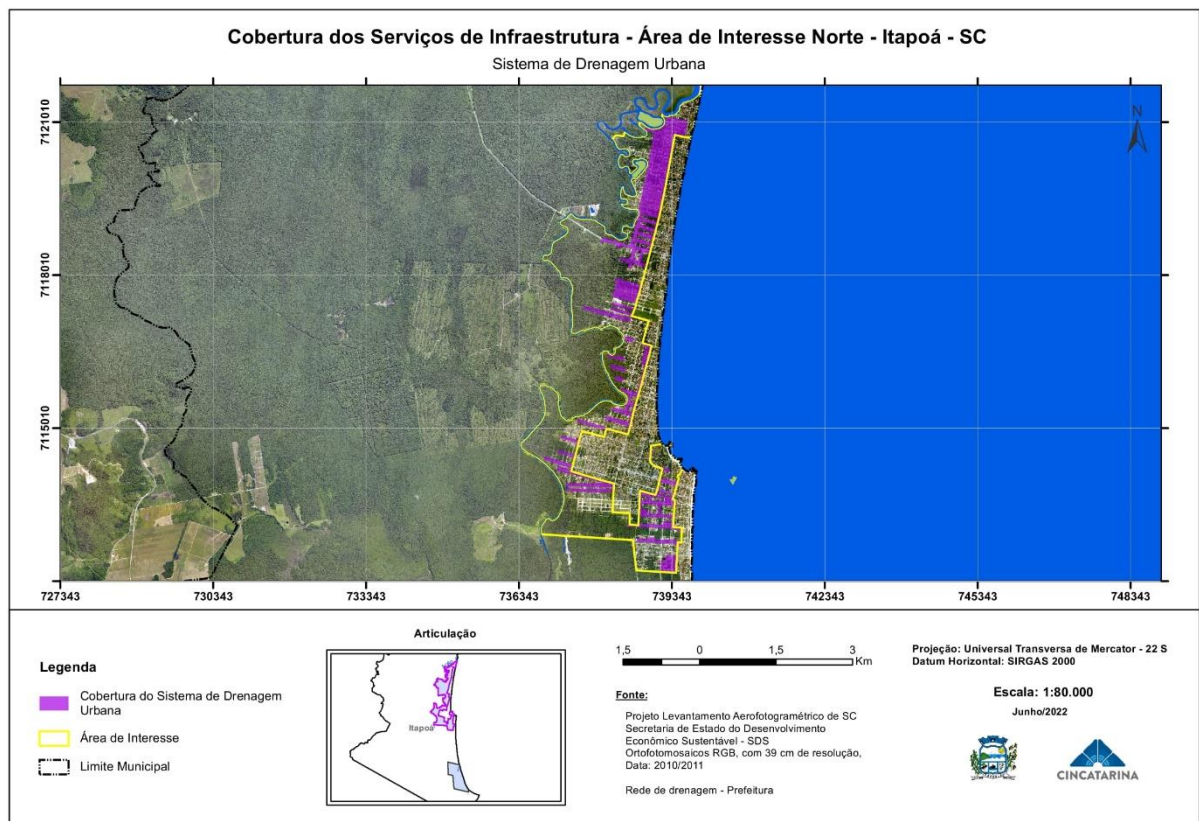 Cobertura dos Serviços de Infraestrutura - Área de Interesse Norte - Itapoá - SC
Sistema de Drenagem Urbana
7121010
7118010
7115010
N
727343
730343
733343
736343
739343
742343
745343
748343
Legenda
Cobertura do Sistema de Drenagem
Urbana
Área de Interesse
Limite Municipal
Articulação
Itapoá
1,5
0
1,5
3
Km
Fonte:
Projeto Levantamento Aerofotogramétrico de SC
Secretaria de Estado do Desenvolvimento
Econômico Sustentável - SDS
Ortofotomosaicos RGB, com 39 cm de resolução,
Data: 2010/2011
Rede de drenagem - Prefeitura
Projeção: Universal Transversa de Mercator - 22 S
Datum Horizontal: SIRGAS 2000
Escala: 1:80.000
Junho/2022
CINCATARINA